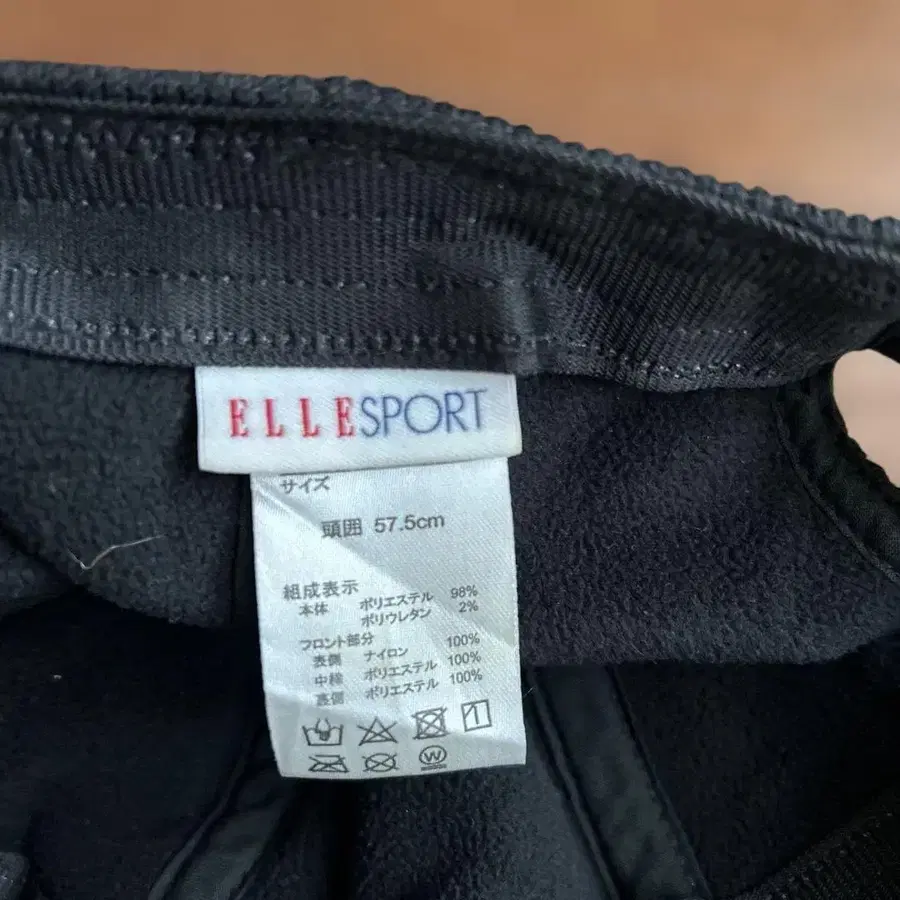 ELLESPORT
サイズ
頭囲 57.5cm
組成表示
本体 ポリエステル 98%
ポリウレタン 2%
フロント部分
表側 ナイロン 100%
中綿 ポリエステル 100%
裏側 ポリエステル 100%
W